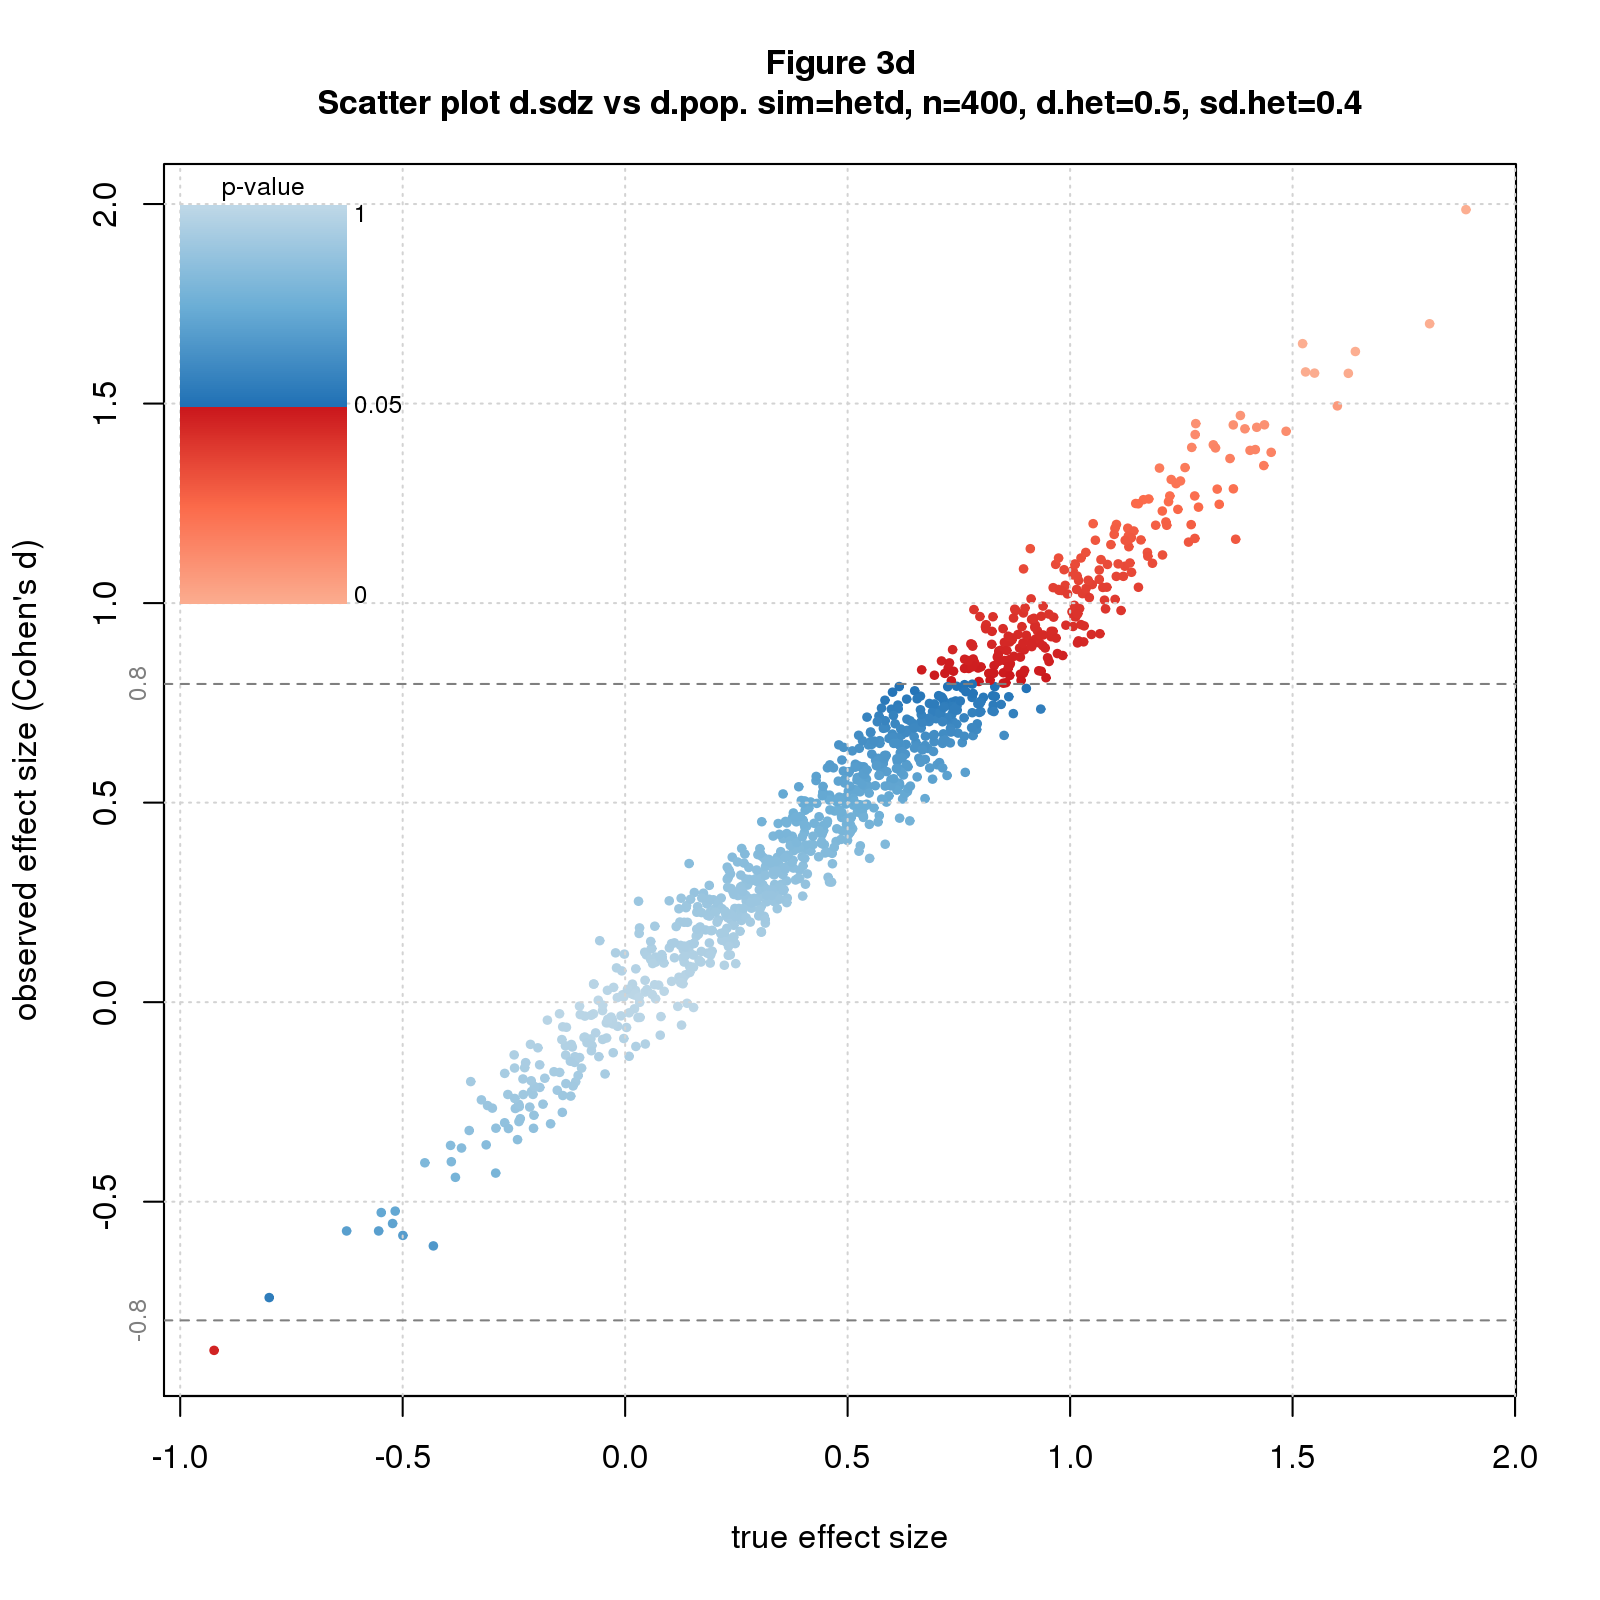 Figure 3d
Scatter plot d.sdz vs d.pop. sim=hetd, n=400, d.het=0.5, sd.het=0.4
p-value
1
0.05
0
2.0
1.5
1.0
0.8
0.5
0.0
-0.5
-0.8
observed effect size (Cohen's d)
-1.0 -0.5 0.0 0.5 1.0 1.5 2.0
true effect size